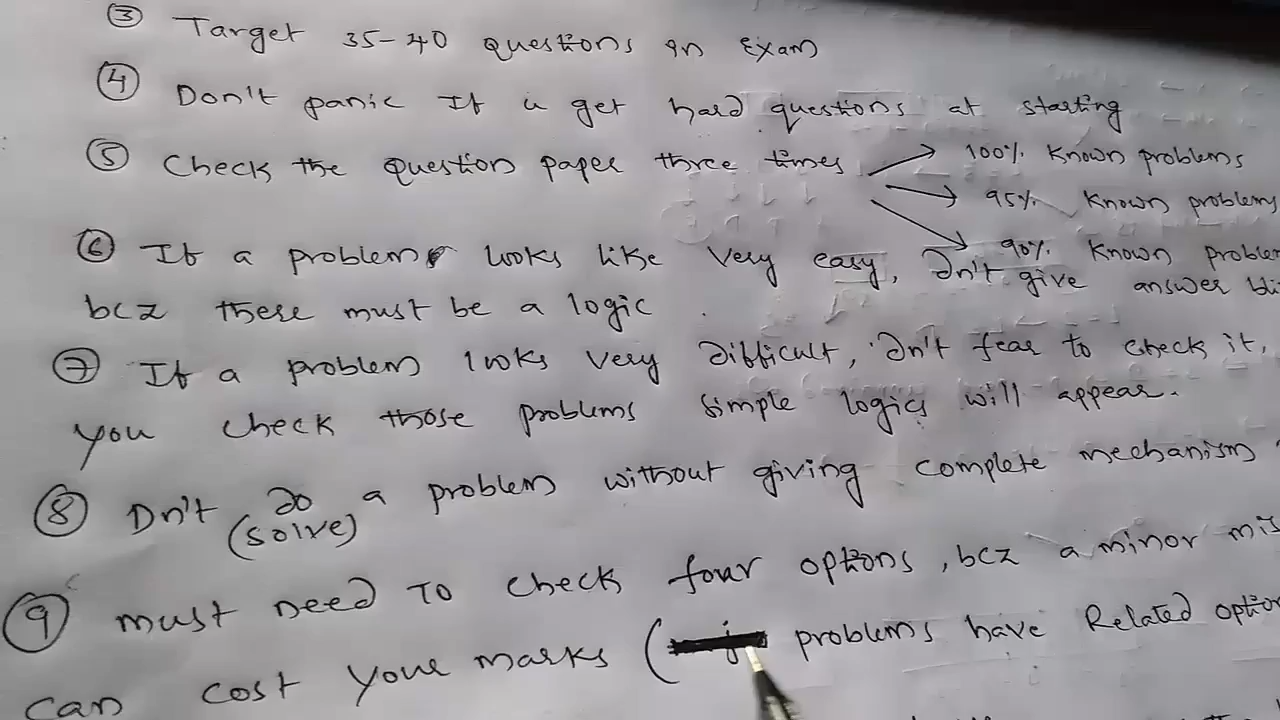 ③ Target 35-40 questions in Exam
④ Don't panic If u get hard questions at starting
⑤ Check the question paper three times → 100% Known problems
→ 95% Known problems
→ 90% Known
⑥ If a problem looks like very easy, Dn't give answer
bcz there must be a logic.
⑦ If a problem looks very difficult, Dn't fear to check it,
you check those problems simple logics will appear.
⑧ Dn't do a problem without giving complete mechanism
(solve)
⑨ must need to check four options, bcz a minor
can cost your marks ( problems have Related